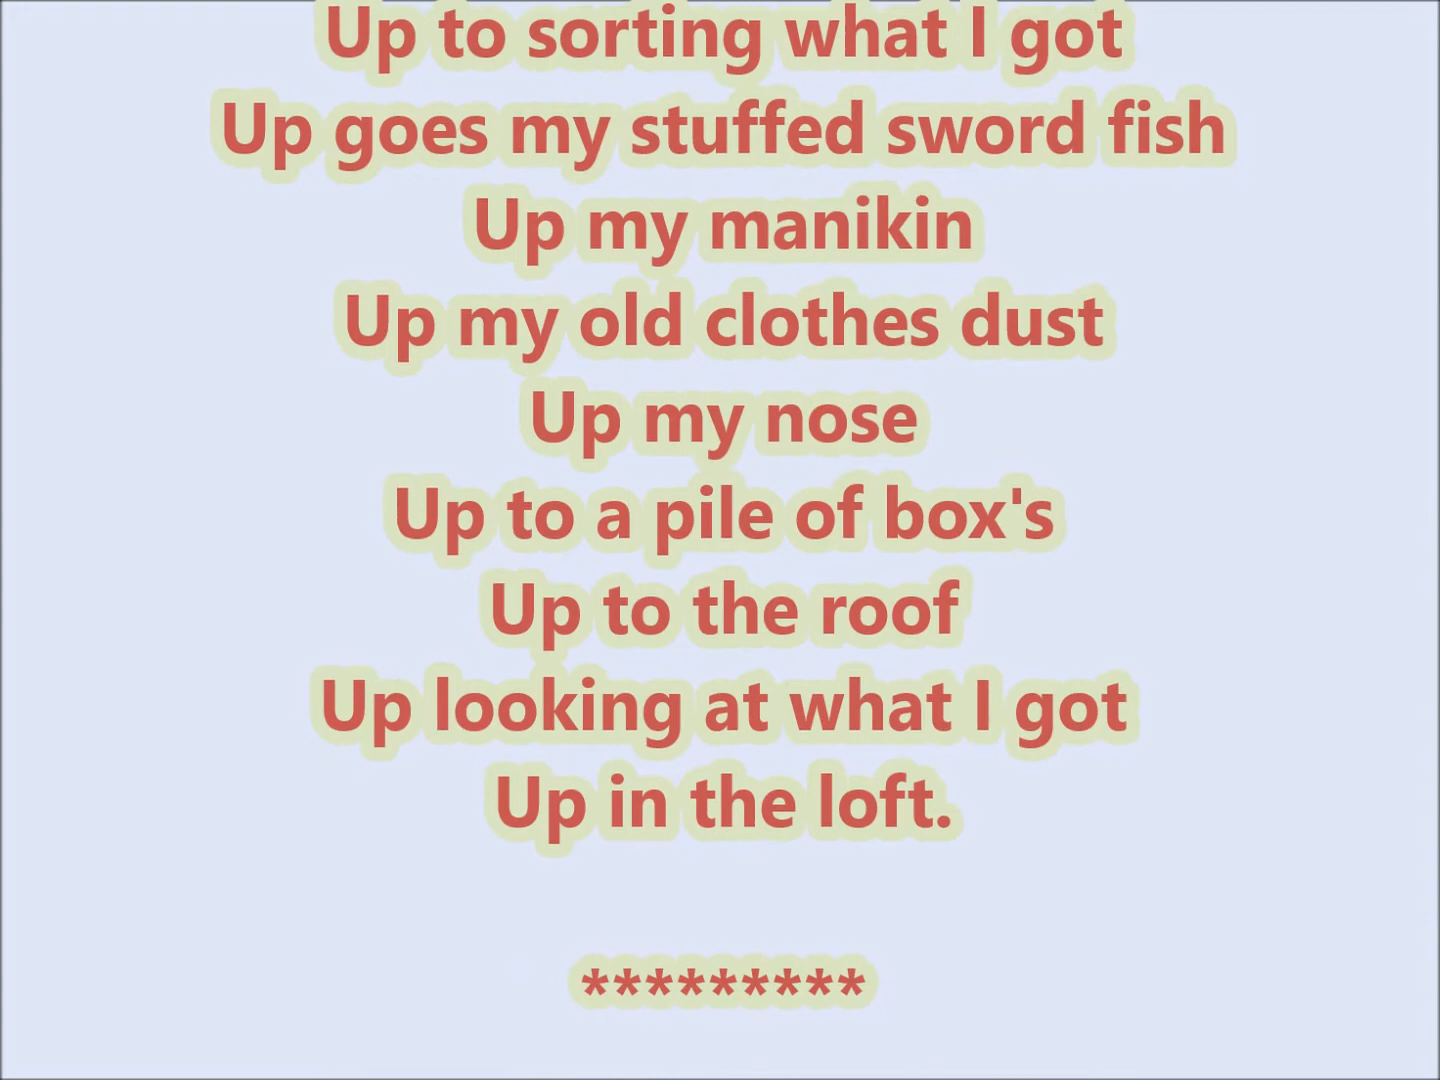 Up to sorting what I got
Up goes my stuffed sword fish
Up my manikin
Up my old clothes dust
Up my nose
Up to a pile of box's
Up to the roof
Up looking at what I got
Up in the loft.
*********